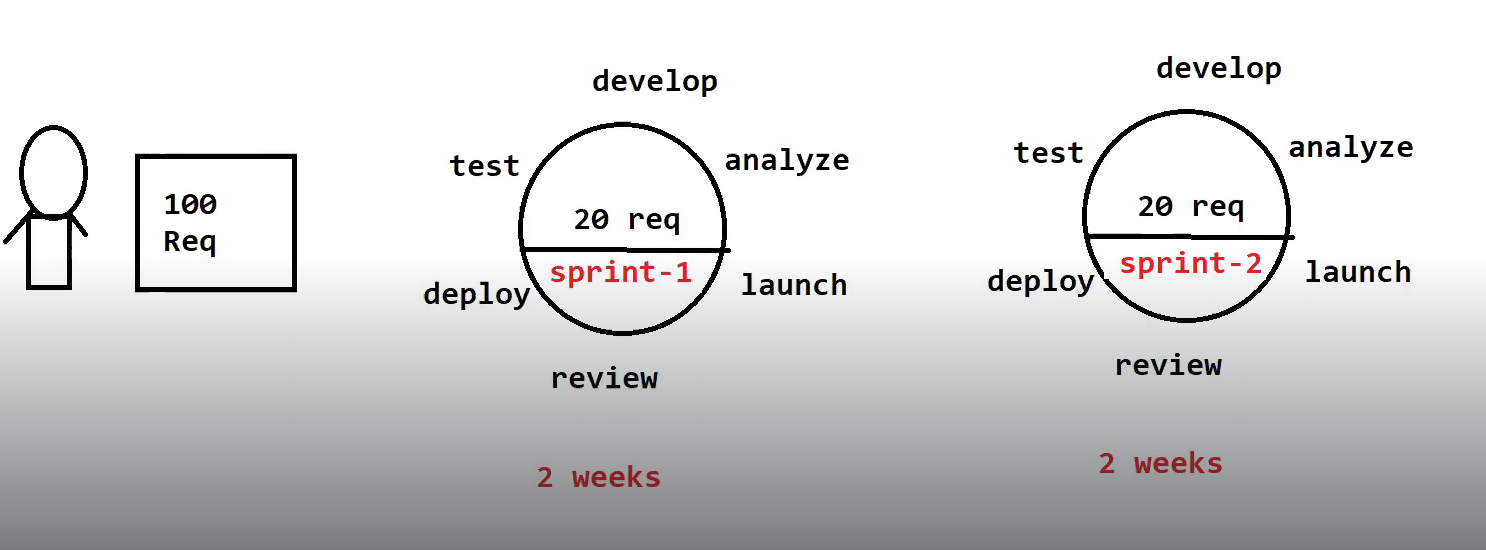 100
Req
develop
test
analyze
20 req
sprint-1
deploy
launch
review
2 weeks
develop
test
analyze
20 req
sprint-2
deploy
launch
review
2 weeks